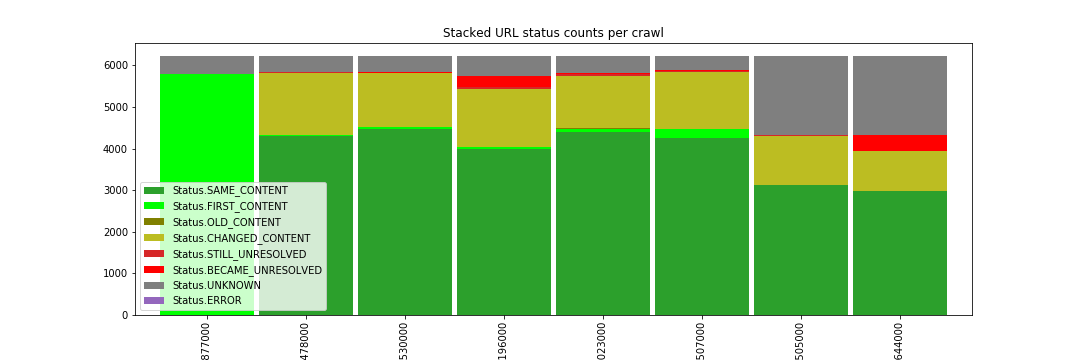 Stacked URL status counts per crawl
6000
5000
4000
3000
2000
1000
0
Status.SAME_CONTENT
Status.FIRST_CONTENT
Status.OLD_CONTENT
Status.CHANGED_CONTENT
Status.STILL_UNRESOLVED
Status.BECAME_UNRESOLVED
Status.UNKNOWN
Status.ERROR
877000
478000
530000
196000
023000
507000
505000
644000